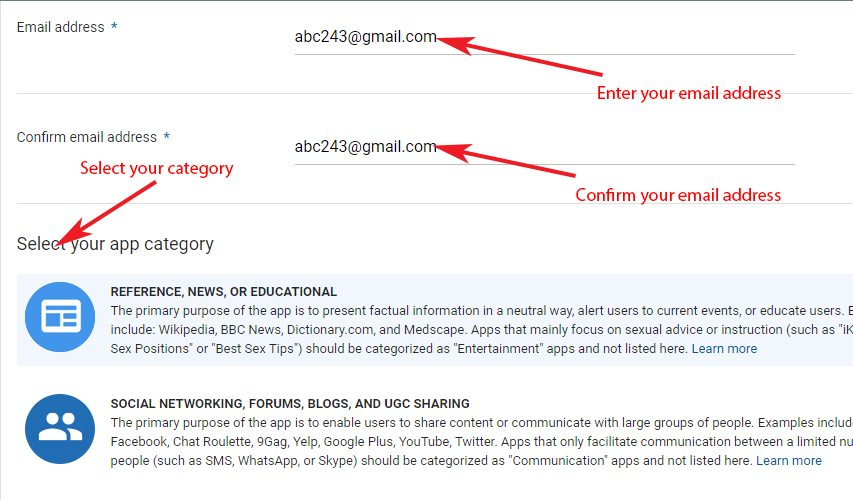 Email address *
abc243@gmail.com
Enter your email address
Confirm email address *
abc243@gmail.com
Select your category
Confirm your email address
Select your app category
REFERENCE, NEWS, OR EDUCATIONAL
The primary purpose of the app is to present factual information in a neutral way, alert users to current events, or educate users.
include: Wikipedia, BBC News, Dictionary.com, and Medscape. Apps that mainly focus on sexual advice or instruction (such as
Sex Positions" or "Best Sex Tips") should be categorized as "Entertainment" apps and not listed here. Learn more
SOCIAL NETWORKING, FORUMS, BLOGS, AND UGC SHARING
The primary purpose of the app is to enable users to share content or communicate with large groups of people. Examples
Facebook, Chat Roulette, 9Gag, Yelp, Google Plus, YouTube, Twitter. Apps that only facilitate communication between a limited
people (such as SMS, WhatsApp, or Skype) should be categorized as "Communication" apps and not listed here. Learn more